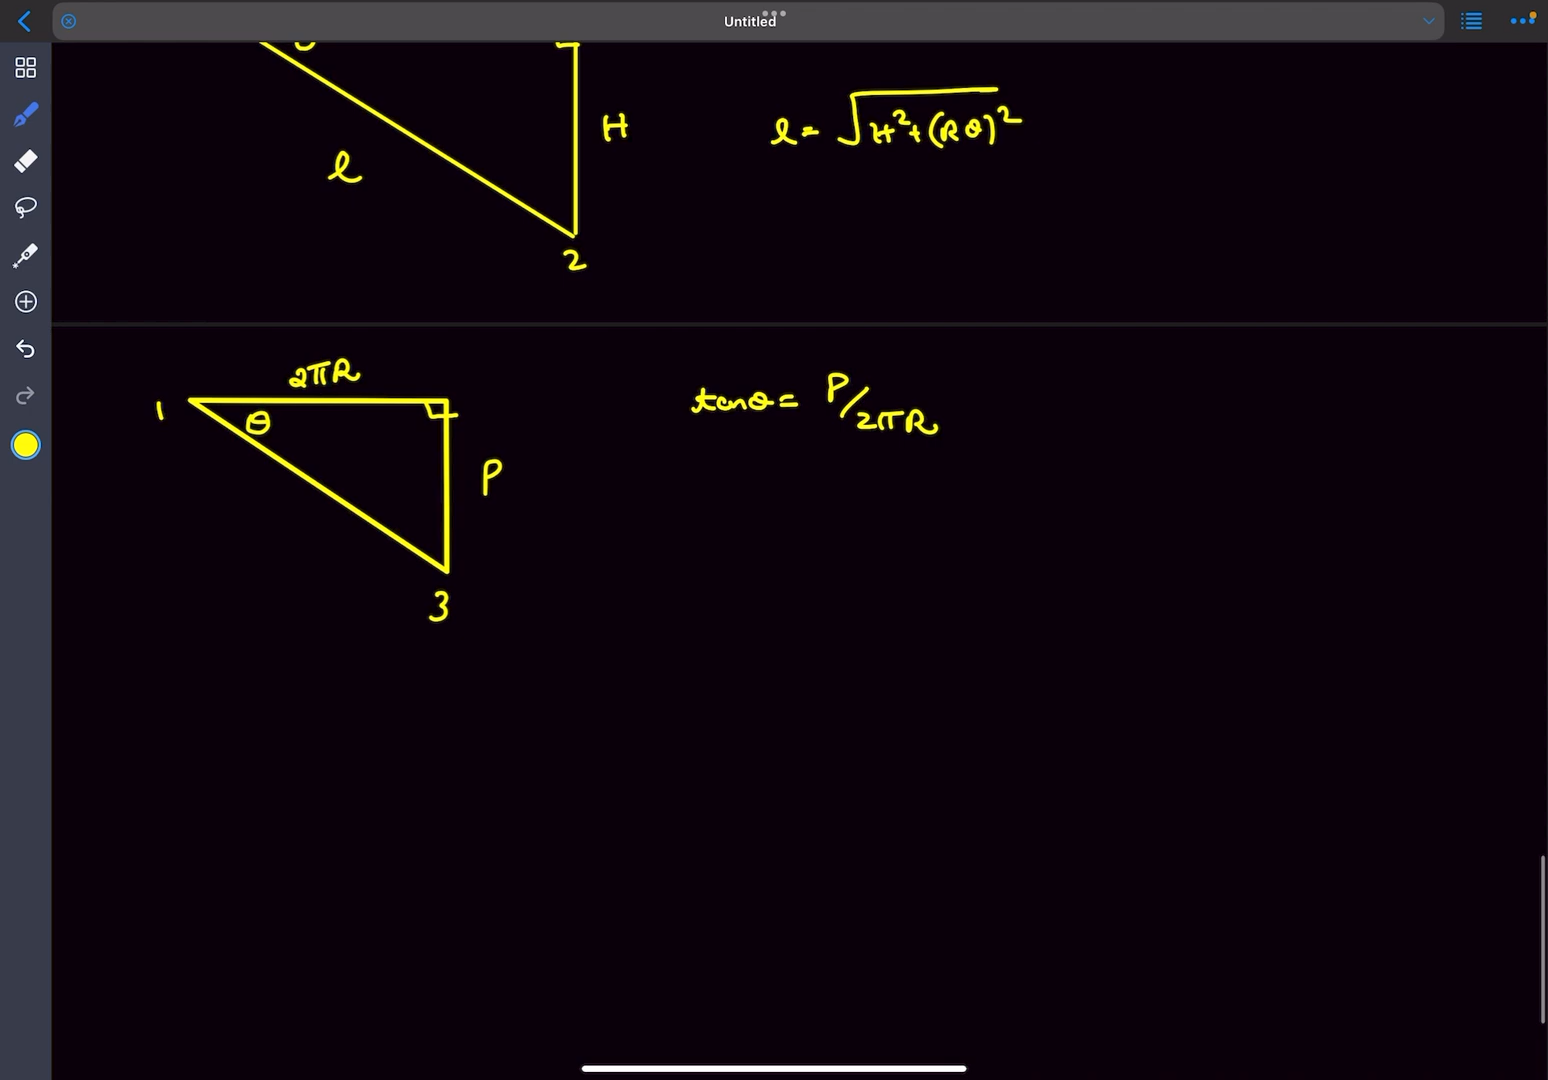 Untitled
H
l = √H²+(Rθ)²
l
2
2πR
1
θ
tanθ = P/2πR
P
3